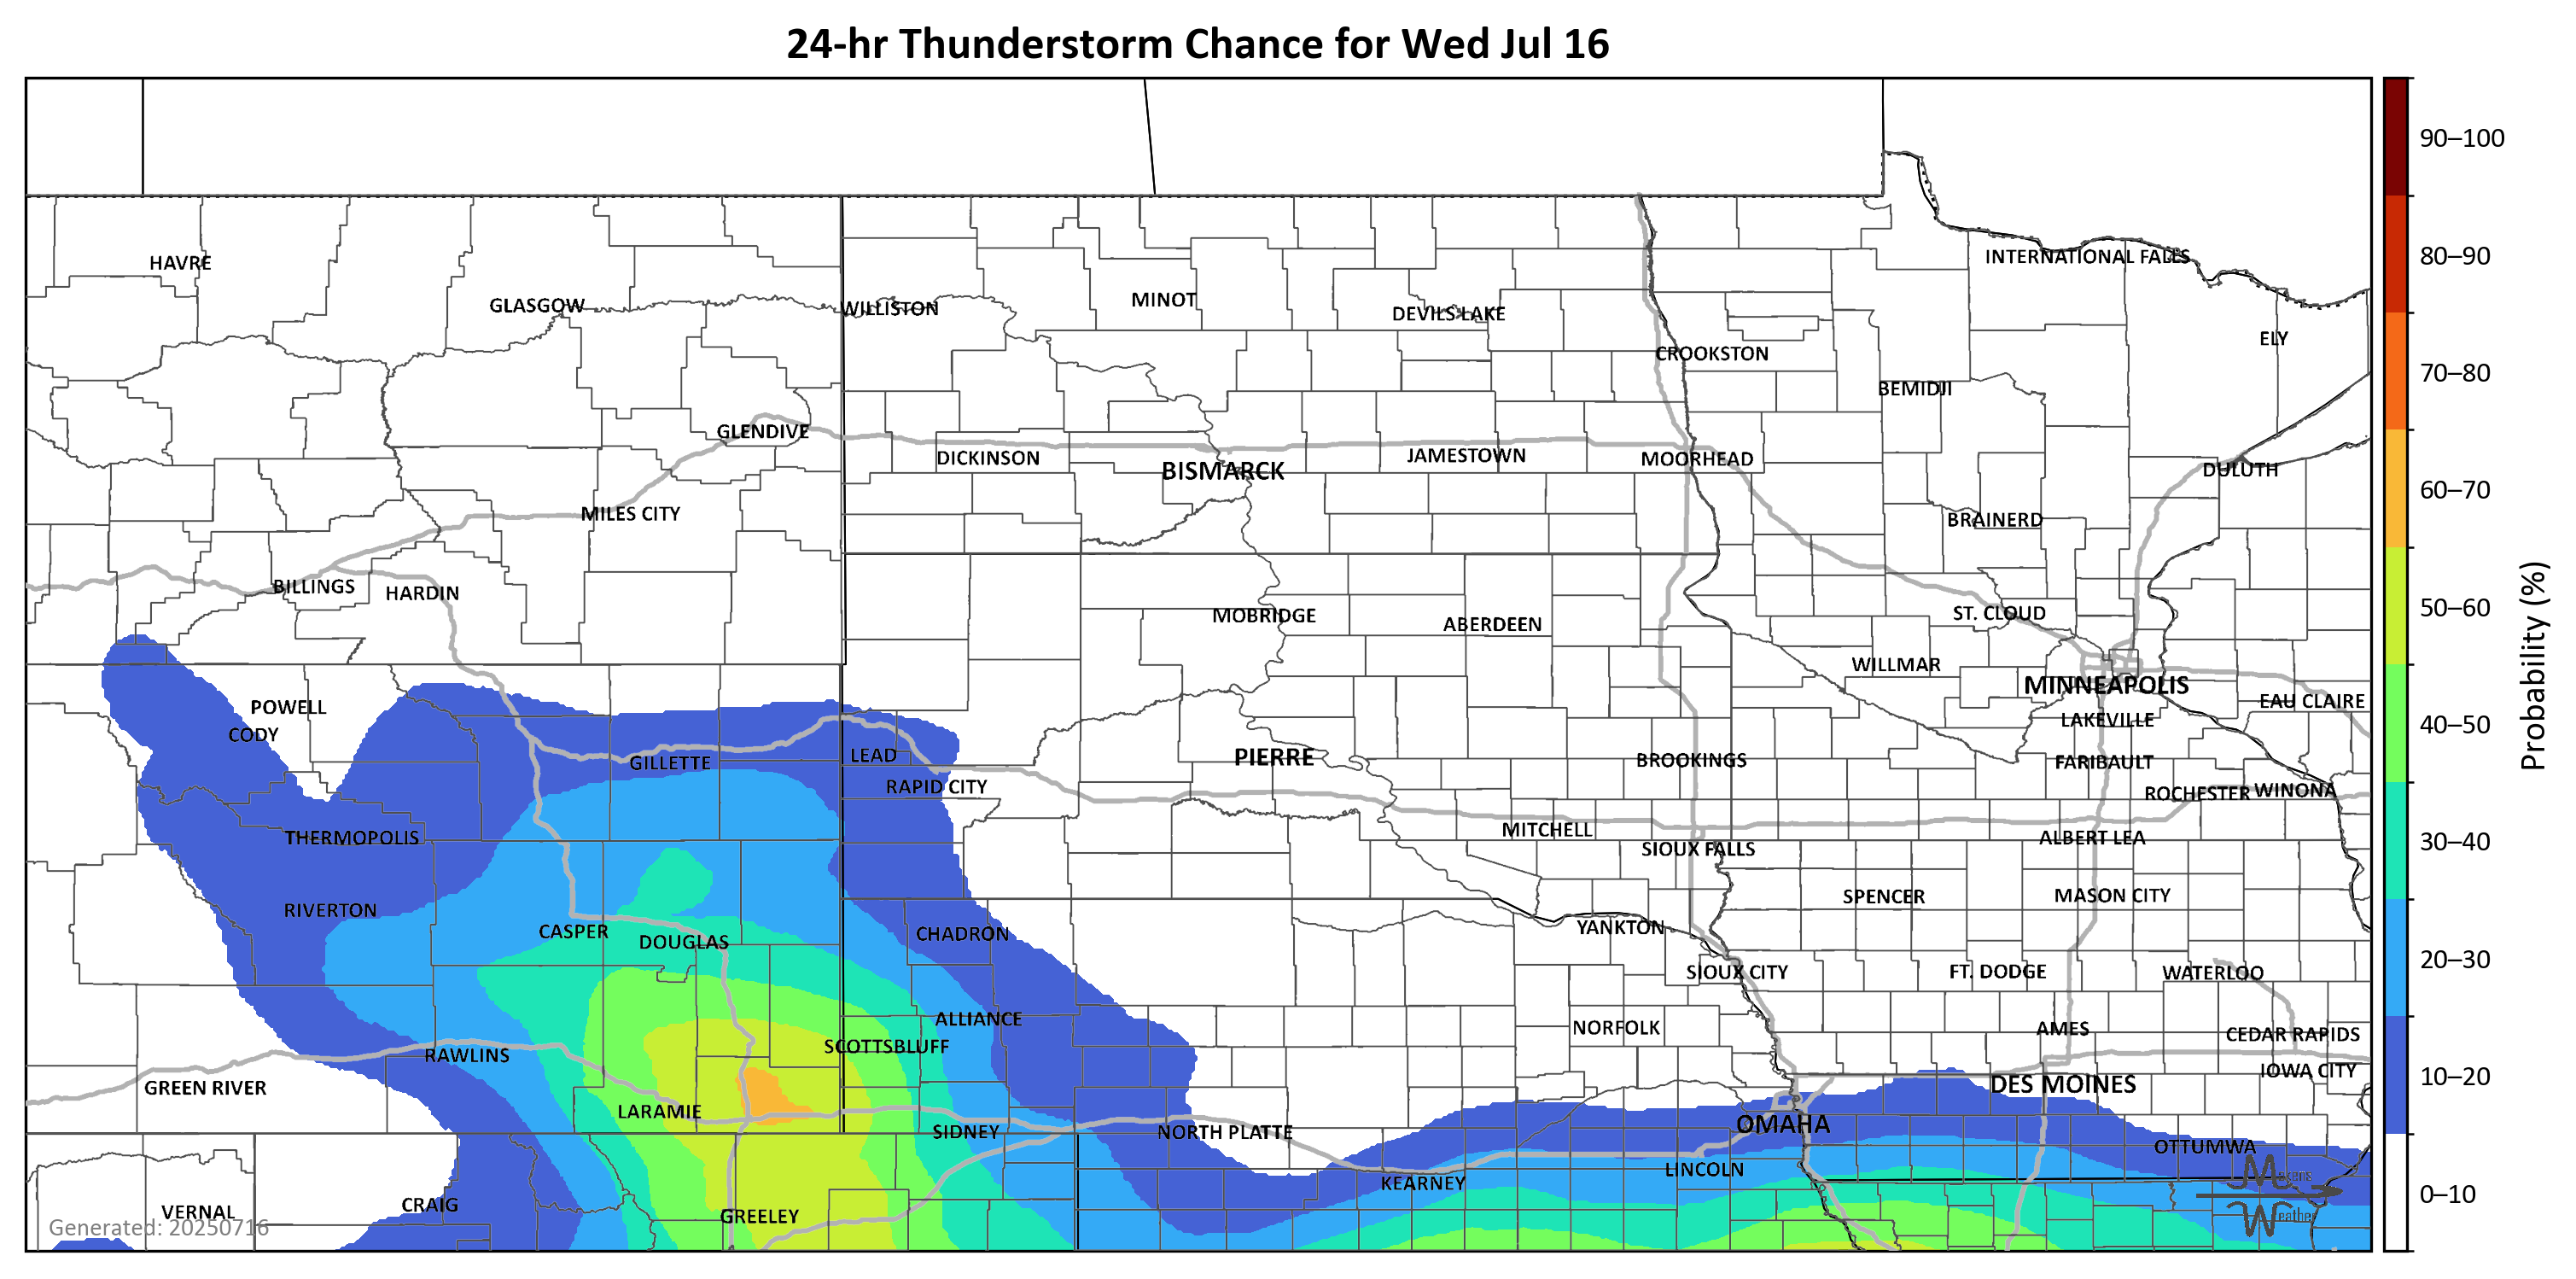 24-hr Thunderstorm Chance for Wed Jul 16
90–100
80–90
70–80
60–70
50–60
40–50
30–40
20–30
10–20
0–10
Probability (%)
HAVRE
INTERNATIONAL FALLS
GLASGOW
WILLISTON
MINOT
DEVILS LAKE
ELY
CROOKSTON
BEMIDJI
GLENDIVE
DICKINSON
BISMARCK
JAMESTOWN
MOORHEAD
DULUTH
MILES CITY
BRAINERD
BILLINGS
HARDIN
MOBRIDGE
ABERDEEN
ST. CLOUD
WILLMAR
MINNEAPOLIS
POWELL
EAU CLAIRE
CODY
LAKEVILLE
GILLETTE
LEAD
PIERRE
BROOKINGS
FARIBAULT
RAPID CITY
ROCHESTER
WINONA
THERMOPOLIS
MITCHELL
ALBERT LEA
SIOUX FALLS
RIVERTON
SPENCER
MASON CITY
CASPER
DOUGLAS
CHADRON
YANKTON
SIOUX CITY
FT. DODGE
WATERLOO
ALLIANCE
NORFOLK
AMES
CEDAR RAPIDS
RAWLINS
SCOTTSBLUFF
IOWA CITY
GREEN RIVER
DES MOINES
LARAMIE
OMAHA
SIDNEY
NORTH PLATTE
OTTUMWA
LINCOLN
KEARNEY
CRAIG
VERNAL
GREELEY
Generated: 20250716
Makens
Weather